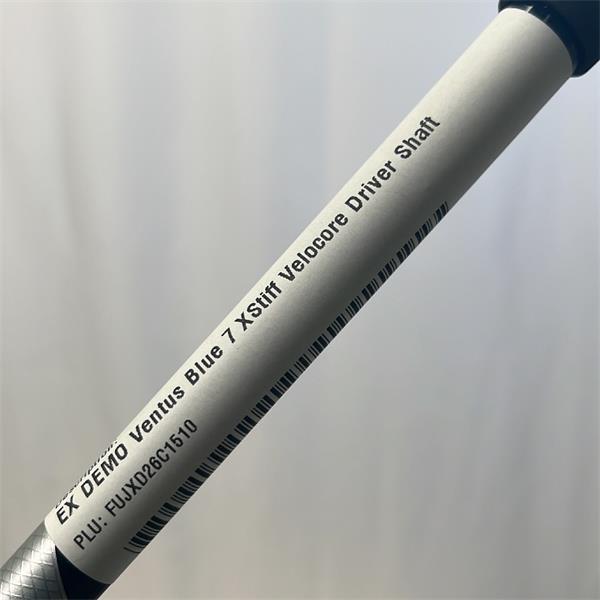 EX DEMO Ventus Blue 7 XStiff Velocore Driver Shaft
PLU: FUJXD26C1510